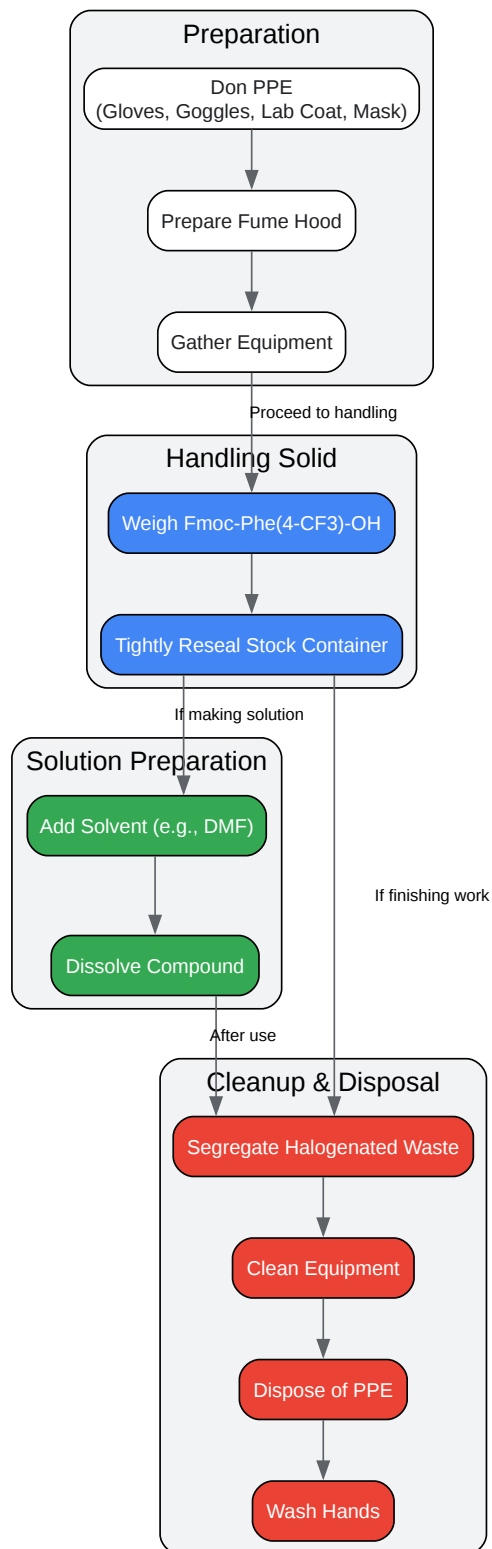 Preparation
Don PPE
(Gloves, Goggles, Lab Coat, Mask)
Prepare Fume Hood
Gather Equipment
Proceed to handling
Handling Solid
Weigh Fmoc-Phe(4-CF3)-OH
Tightly Reseal Stock Container
If making solution
Solution Preparation
Add Solvent (e.g., DMF)
If finishing work
Dissolve Compound
After use
Cleanup & Disposal
Segregate Halogenated Waste
Clean Equipment
Dispose of PPE
Wash Hands